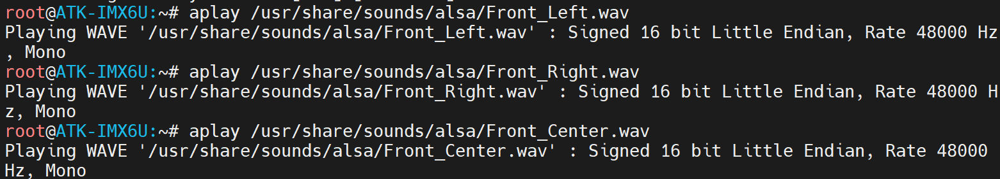 root@ATK-IMX6U:~# aplay /usr/share/sounds/alsa/Front_Left.wav
Playing WAVE '/usr/share/sounds/alsa/Front_Left.wav' : Signed 16 bit Little Endian, Rate 48000 Hz
, Mono
root@ATK-IMX6U:~# aplay /usr/share/sounds/alsa/Front_Right.wav
Playing WAVE '/usr/share/sounds/alsa/Front_Right.wav' : Signed 16 bit Little Endian, Rate 48000 H
z, Mono
root@ATK-IMX6U:~# aplay /usr/share/sounds/alsa/Front_Center.wav
Playing WAVE '/usr/share/sounds/alsa/Front_Center.wav' : Signed 16 bit Little Endian, Rate 48000
Hz, Mono